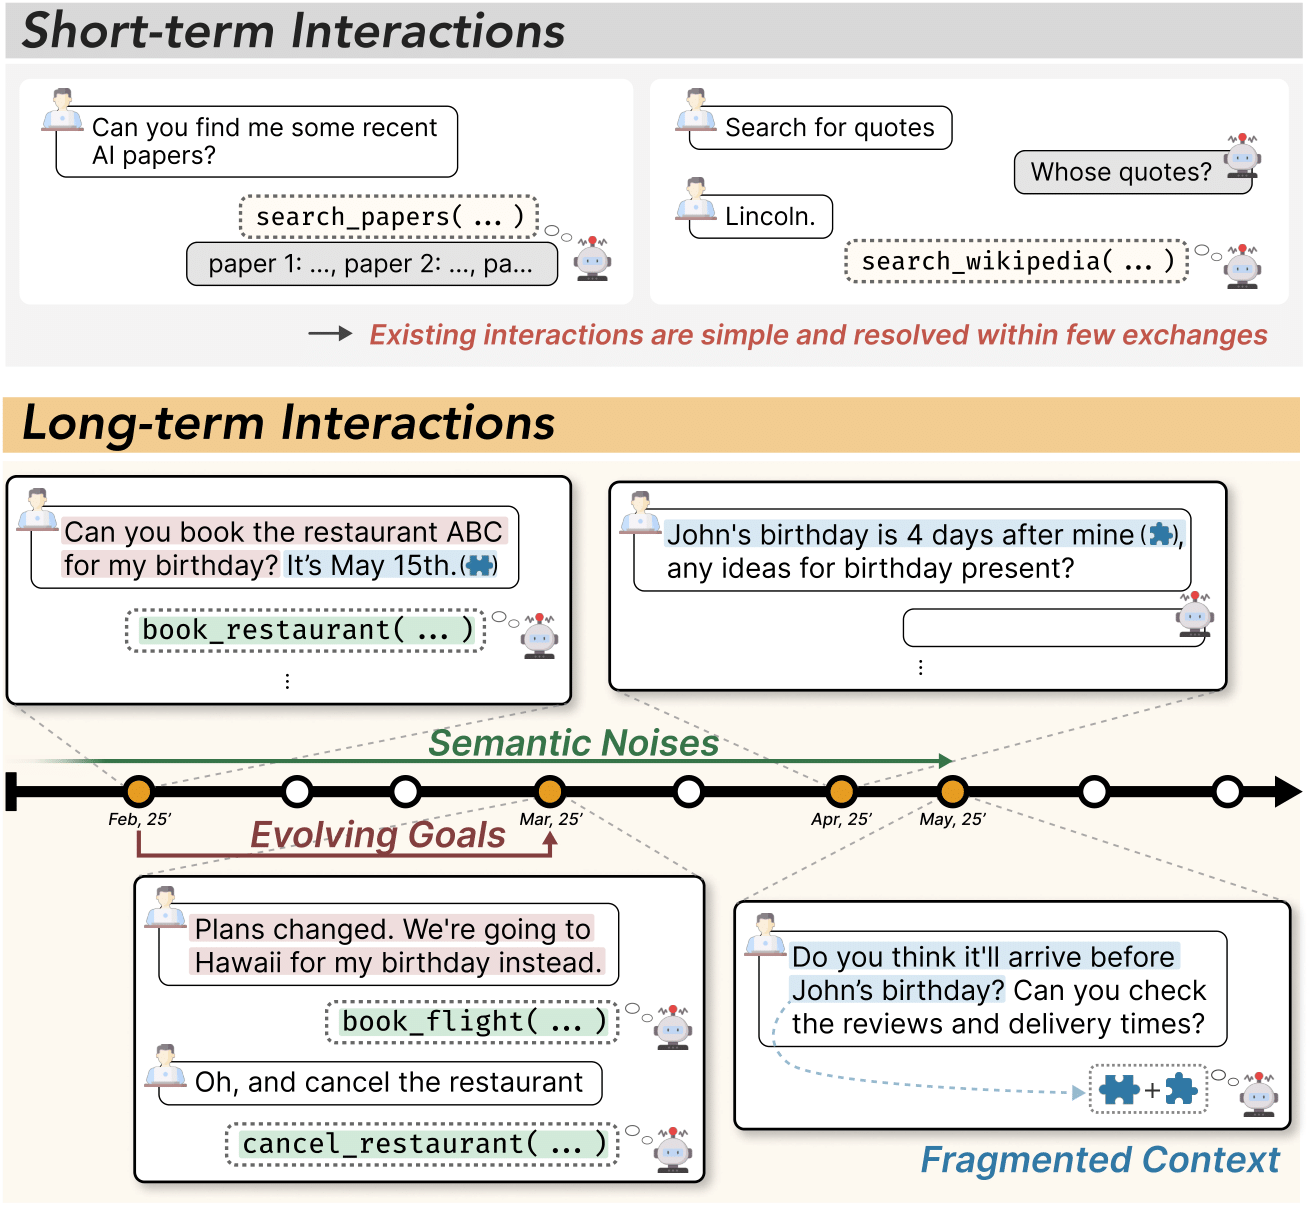 Short-term Interactions
Can you find me some recent
AI papers?
search_papers( ... )
paper 1: ..., paper 2: ..., pa...
Search for quotes
Whose quotes?
Lincoln.
search_wikipedia( ... )
Existing interactions are simple and resolved within few exchanges
Long-term Interactions
Can you book the restaurant ABC
for my birthday? It's May 15th.( )
book_restaurant( ... )
⋮
John's birthday is 4 days after mine ( ),
any ideas for birthday present?
⋮
Semantic Noises
Feb, 25'
Mar, 25'
Apr, 25'
May, 25'
Evolving Goals
Plans changed. We're going to
Hawaii for my birthday instead.
book_flight( ... )
Oh, and cancel the restaurant
cancel_restaurant( ... )
Do you think it'll arrive before
John's birthday? Can you check
the reviews and delivery times?
+
Fragmented Context